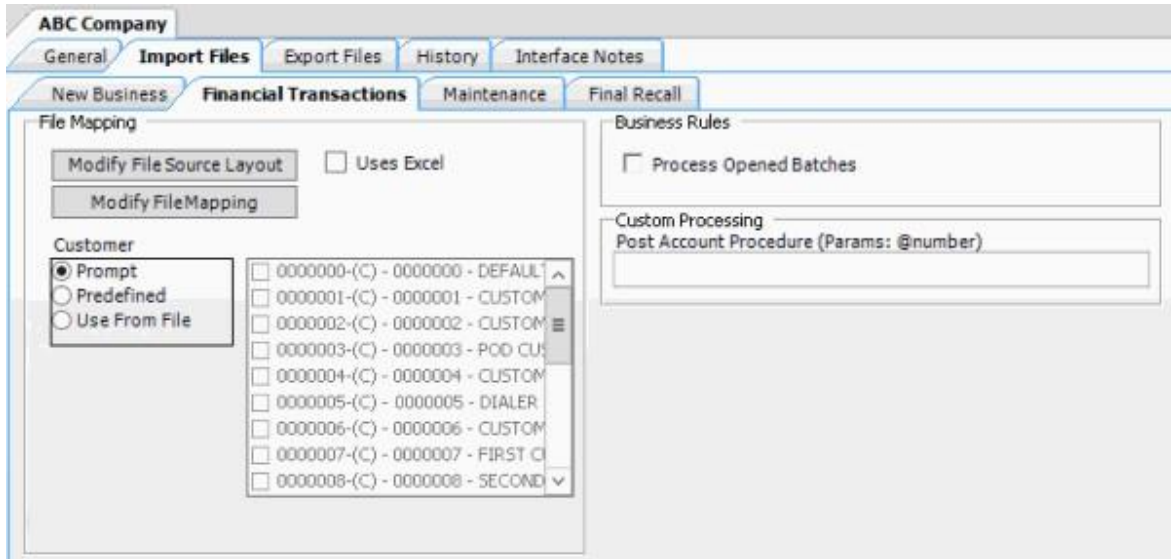 ABC Company
General Import Files Export Files History Interface Notes
New Business Financial Transactions Maintenance Final Recall
File Mapping
Modify File Source Layout Uses Excel
Modify FileMapping
Customer
Prompt
Predefined
Use From File
0000000-(C) - 0000000 - DEFAULT
0000001-(C) - 0000001 - CUSTOM
0000002-(C) - 0000002 - CUSTOM
0000003-(C) - 0000003 - POD CUS
0000004-(C) - 0000004 - CUSTOM
0000005-(C) - 0000005 - DIALER
0000006-(C) - 0000006 - CUSTOM
0000007-(C) - 0000007 - FIRST C
0000008-(C) - 0000008 - SECOND
Business Rules
Process Opened Batches
Custom Processing
Post Account Procedure (Params: @number)